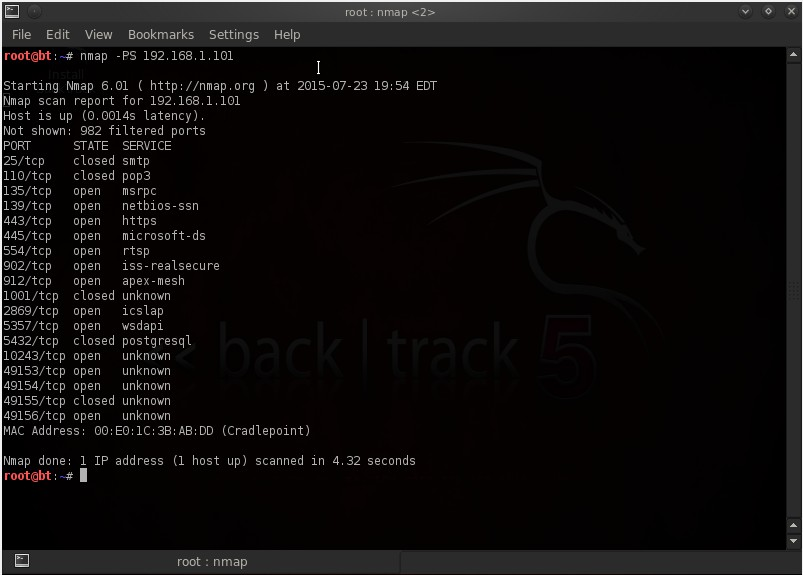 root : nmap <2>
File Edit View Bookmarks Settings Help
root@bt:~# nmap -PS 192.168.1.101
Install
Starting Nmap 6.01 ( http://nmap.org ) at 2015-07-23 19:54 EDT
Nmap scan report for 192.168.1.101
Host is up (0.0014s latency).
Not shown: 982 filtered ports
PORT STATE SERVICE
25/tcp closed smtp
110/tcp closed pop3
135/tcp open msrpc
139/tcp open netbios-ssn
443/tcp open https
445/tcp open microsoft-ds
554/tcp open rtsp
902/tcp open iss-realsecure
912/tcp open apex-mesh
1001/tcp closed unknown
2869/tcp open icslap
5357/tcp open wsdapi
5432/tcp closed postgresql
10243/tcp open unknown
49153/tcp open unknown
49154/tcp open unknown
49155/tcp closed unknown
49156/tcp open unknown
MAC Address: 00:E0:1C:3B:AB:DD (Cradlepoint)
<< back | track 5
Nmap done: 1 IP address (1 host up) scanned in 4.32 seconds
root@bt:~#
root : nmap